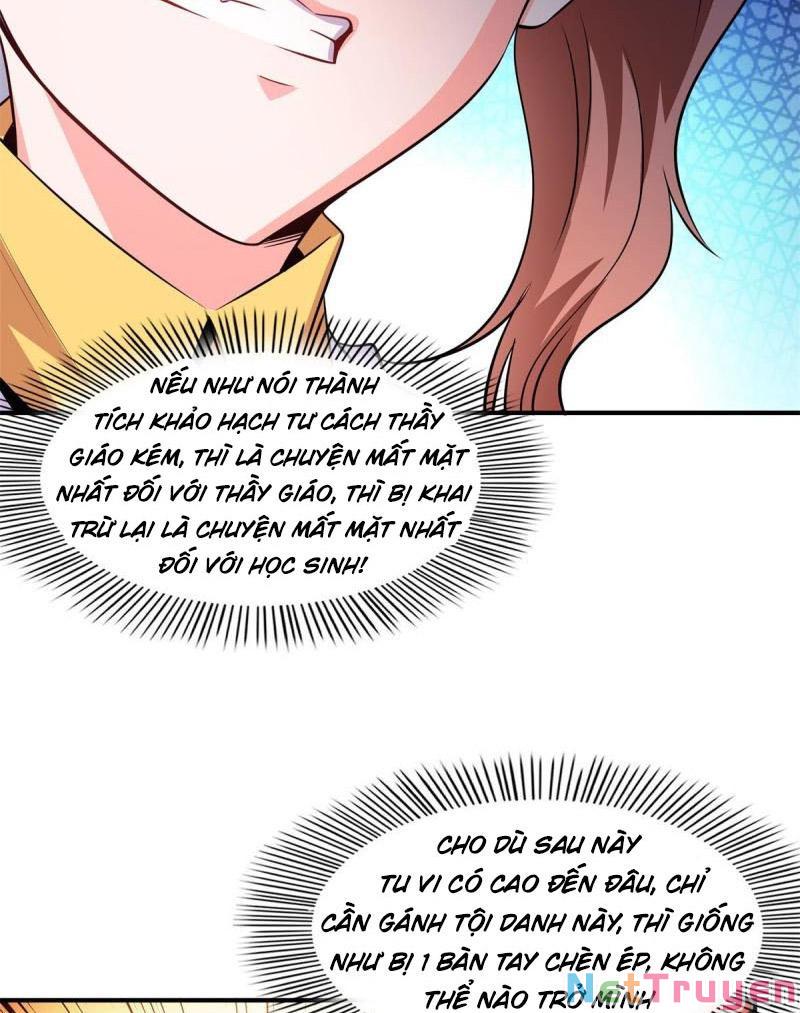 NẾU NHƯ NÓI THÀNH
TÍCH KHẢO HẠCH TƯ CÁCH THẦY
GIÁO KÉM, THÌ LÀ CHUYỆN MẤT MẶT
NHẤT ĐỐI VỚI THẦY GIÁO, THÌ BỊ KHAI
TRỪ LẠI LÀ CHUYỆN MẤT MẶT NHẤT
ĐỐI VỚI HỌC SINH!
CHO DÙ SAU NÀY
TU VI CÓ CAO ĐẾN ĐÂU, CHỈ
CẦN GÁNH TỘI DANH NÀY, THÌ GIỐNG
NHƯ BỊ 1 BÀN TAY CHÈN ÉP, KHÔNG
THỂ NÀO TRỞ MÌNH
NetTruyen